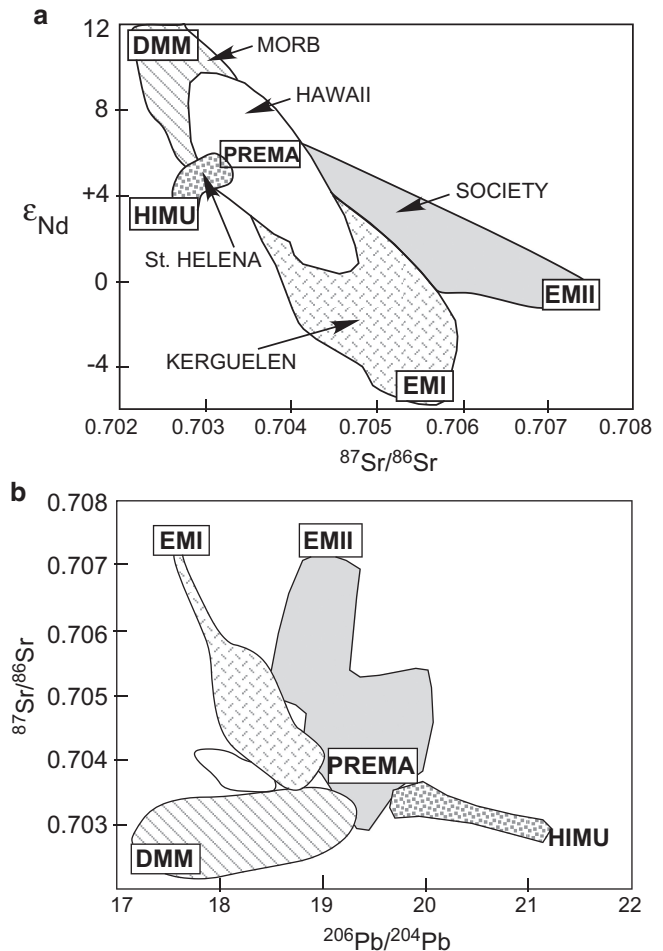 a
12
8
+4
0
-4
εNd
DMM
MORB
HAWAII
PREMA
SOCIETY
HIMU
St. HELENA
EMII
KERGUELEN
EMI
0.702 0.703 0.704 0.705 0.706 0.707 0.708
⁸⁷Sr/⁸⁶Sr
b
0.708
0.707
0.706
0.705
0.704
0.703
⁸⁷Sr/⁸⁶Sr
EMI
EMII
PREMA
DMM
HIMU
17 18 19 20 21 22
²⁰⁶Pb/²⁰⁴Pb